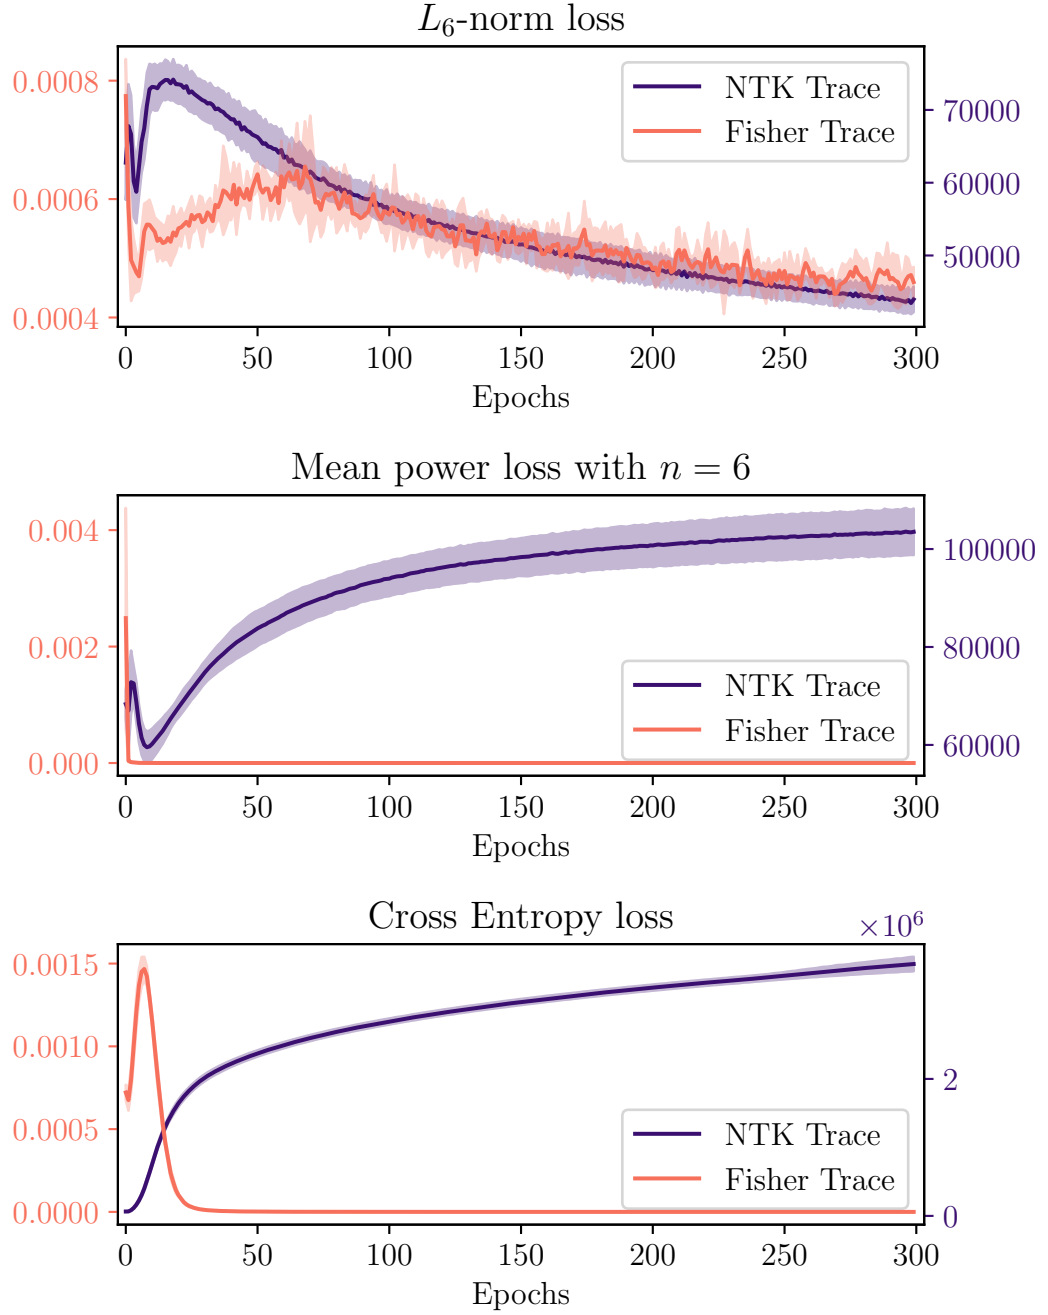 L₆-norm loss
0.0008
0.0006
0.0004
70000
60000
50000
NTK Trace
Fisher Trace
0 50 100 150 200 250 300
Epochs
Mean power loss with n = 6
0.004
0.002
0.000
100000
80000
60000
NTK Trace
Fisher Trace
0 50 100 150 200 250 300
Epochs
Cross Entropy loss
×10⁶
0.0015
0.0010
0.0005
0.0000
2
0
NTK Trace
Fisher Trace
0 50 100 150 200 250 300
Epochs